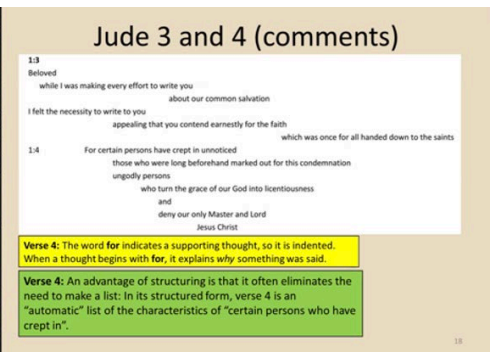 Jude 3 and 4 (comments)
1:3
Beloved
while I was making every effort to write you
about our common salvation
I felt the necessity to write to you
appealing that you contend earnestly for the faith
which was once for all handed down to the saints
1:4 For certain persons have crept in unnoticed
those who were long beforehand marked out for this condemnation
ungodly persons
who turn the grace of our God into licentiousness
and
deny our only Master and Lord
Jesus Christ
Verse 4: The word for indicates a supporting thought, so it is indented.
When a thought begins with for, it explains why something was said.
Verse 4: An advantage of structuring is that it often eliminates the
need to make a list: In its structured form, verse 4 is an
"automatic" list of the characteristics of "certain persons who have
crept in".
18